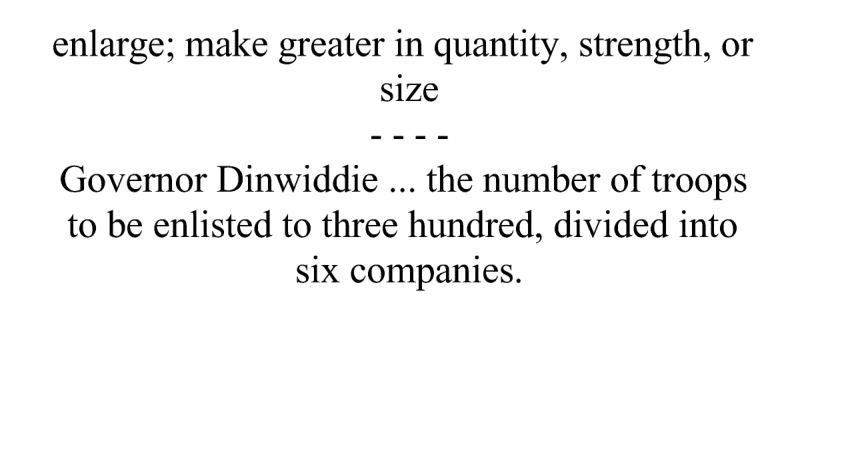 enlarge; make greater in quantity, strength, or
size
- - - -
Governor Dinwiddie ... the number of troops
to be enlisted to three hundred, divided into
six companies.